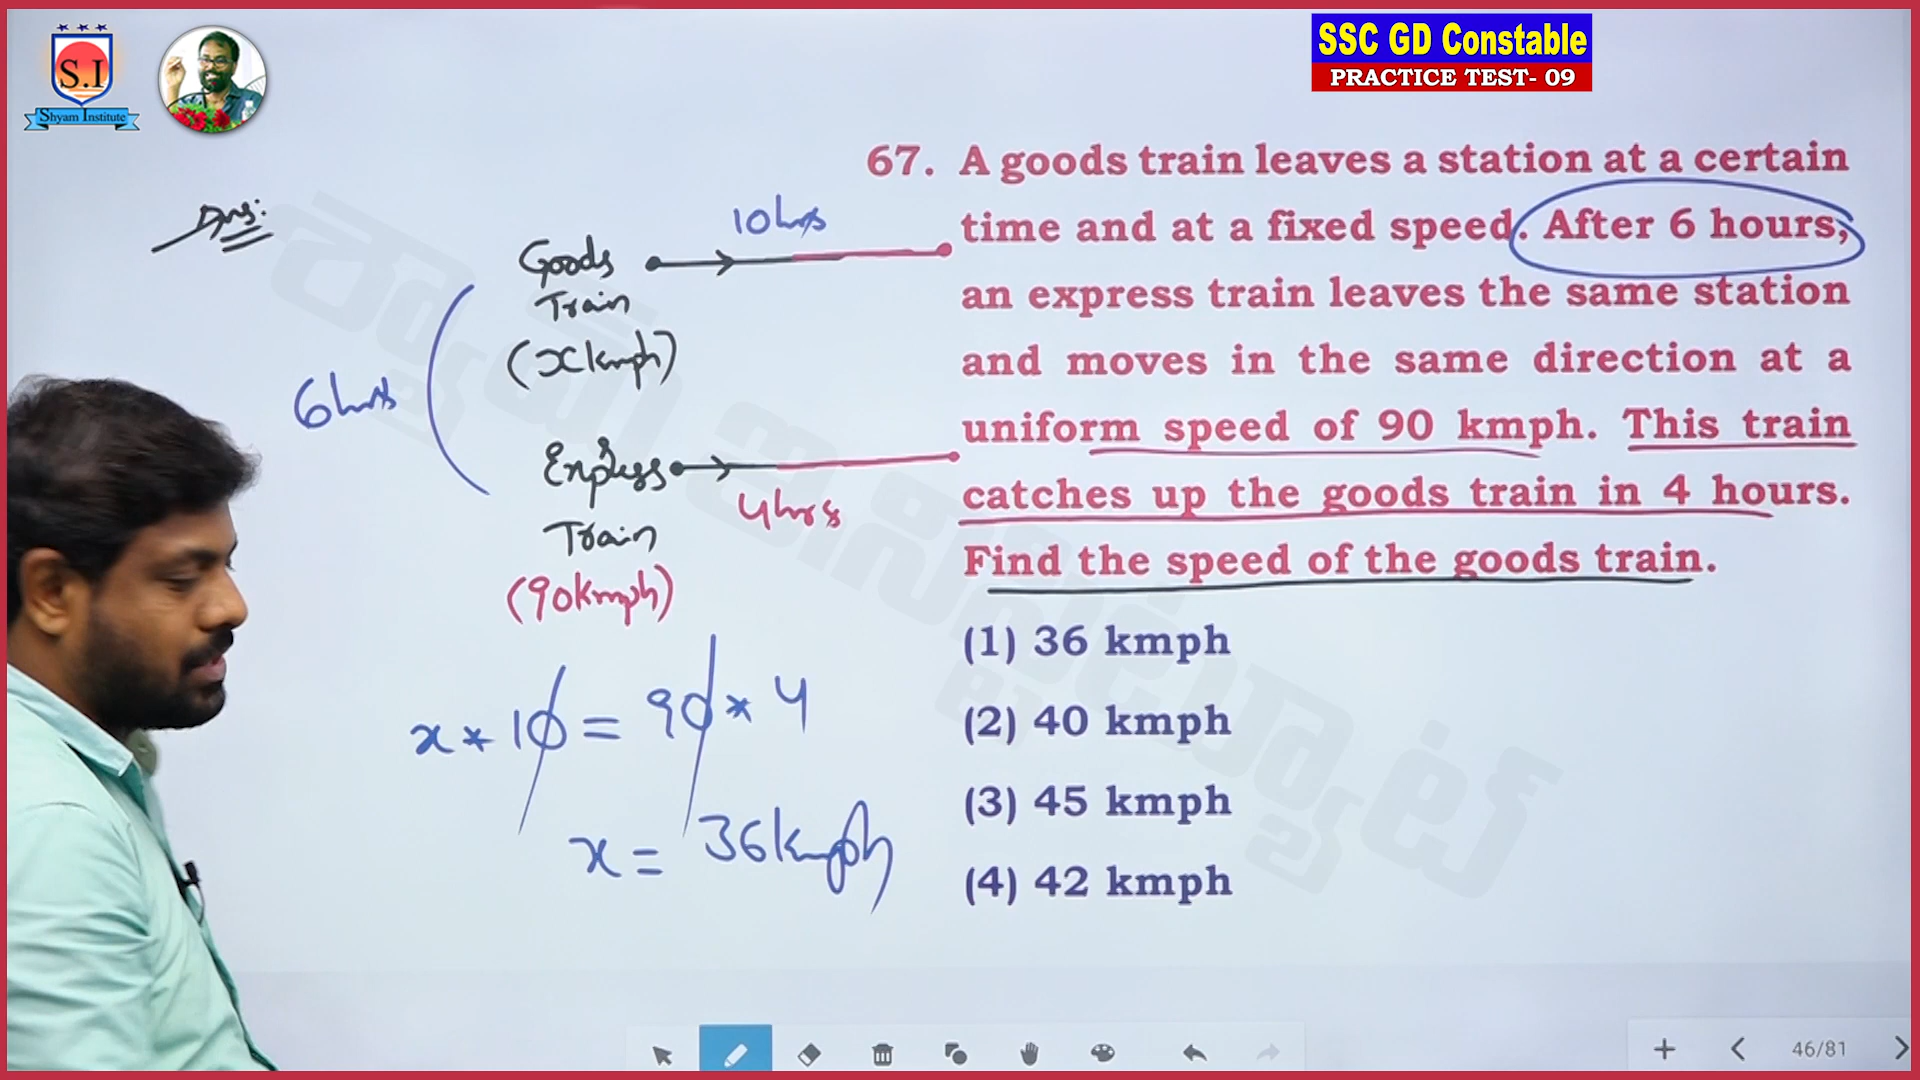 S.I
Shyam Institute
SSC GD Constable
PRACTICE TEST- 09
67. A goods train leaves a station at a certain
time and at a fixed speed. After 6 hours,
an express train leaves the same station
and moves in the same direction at a
uniform speed of 90 kmph. This train
catches up the goods train in 4 hours.
Find the speed of the goods train.
(1) 36 kmph
(2) 40 kmph
(3) 45 kmph
(4) 42 kmph
Ans:
10hrs
Goods
Train
(x kmph)
6hrs
Express
4hrs
Train
(90kmph)
x * 10 = 90 * 4
x = 36kmph
శ్యామ్ ఇన్స్టిట్యూట్
46/81